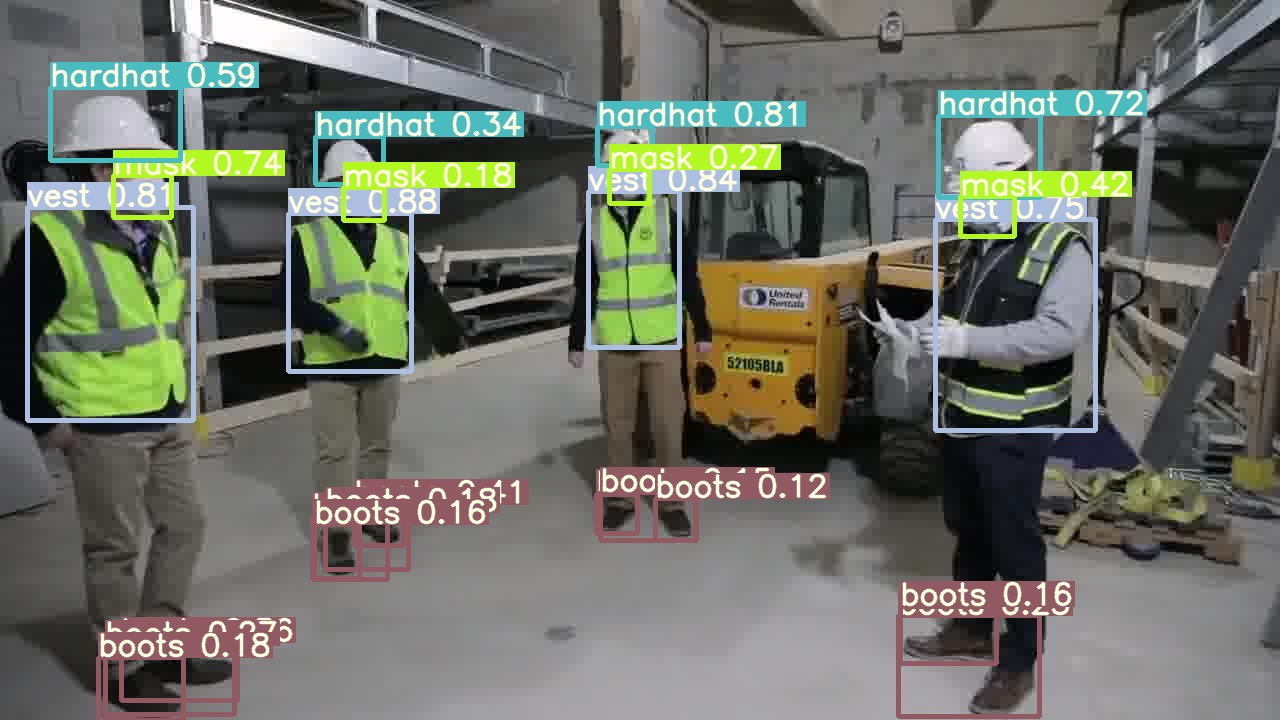 hardhat 0.59
hardhat 0.34
hardhat 0.81
hardhat 0.72
mask 0.74
mask 0.18
mask 0.27
mask 0.42
vest 0.81
vest 0.88
vest 0.84
vest 0.75
United
Rentals
52105BLA
boots 0.16
boots 0.12
boots 0.16
boots 0.18